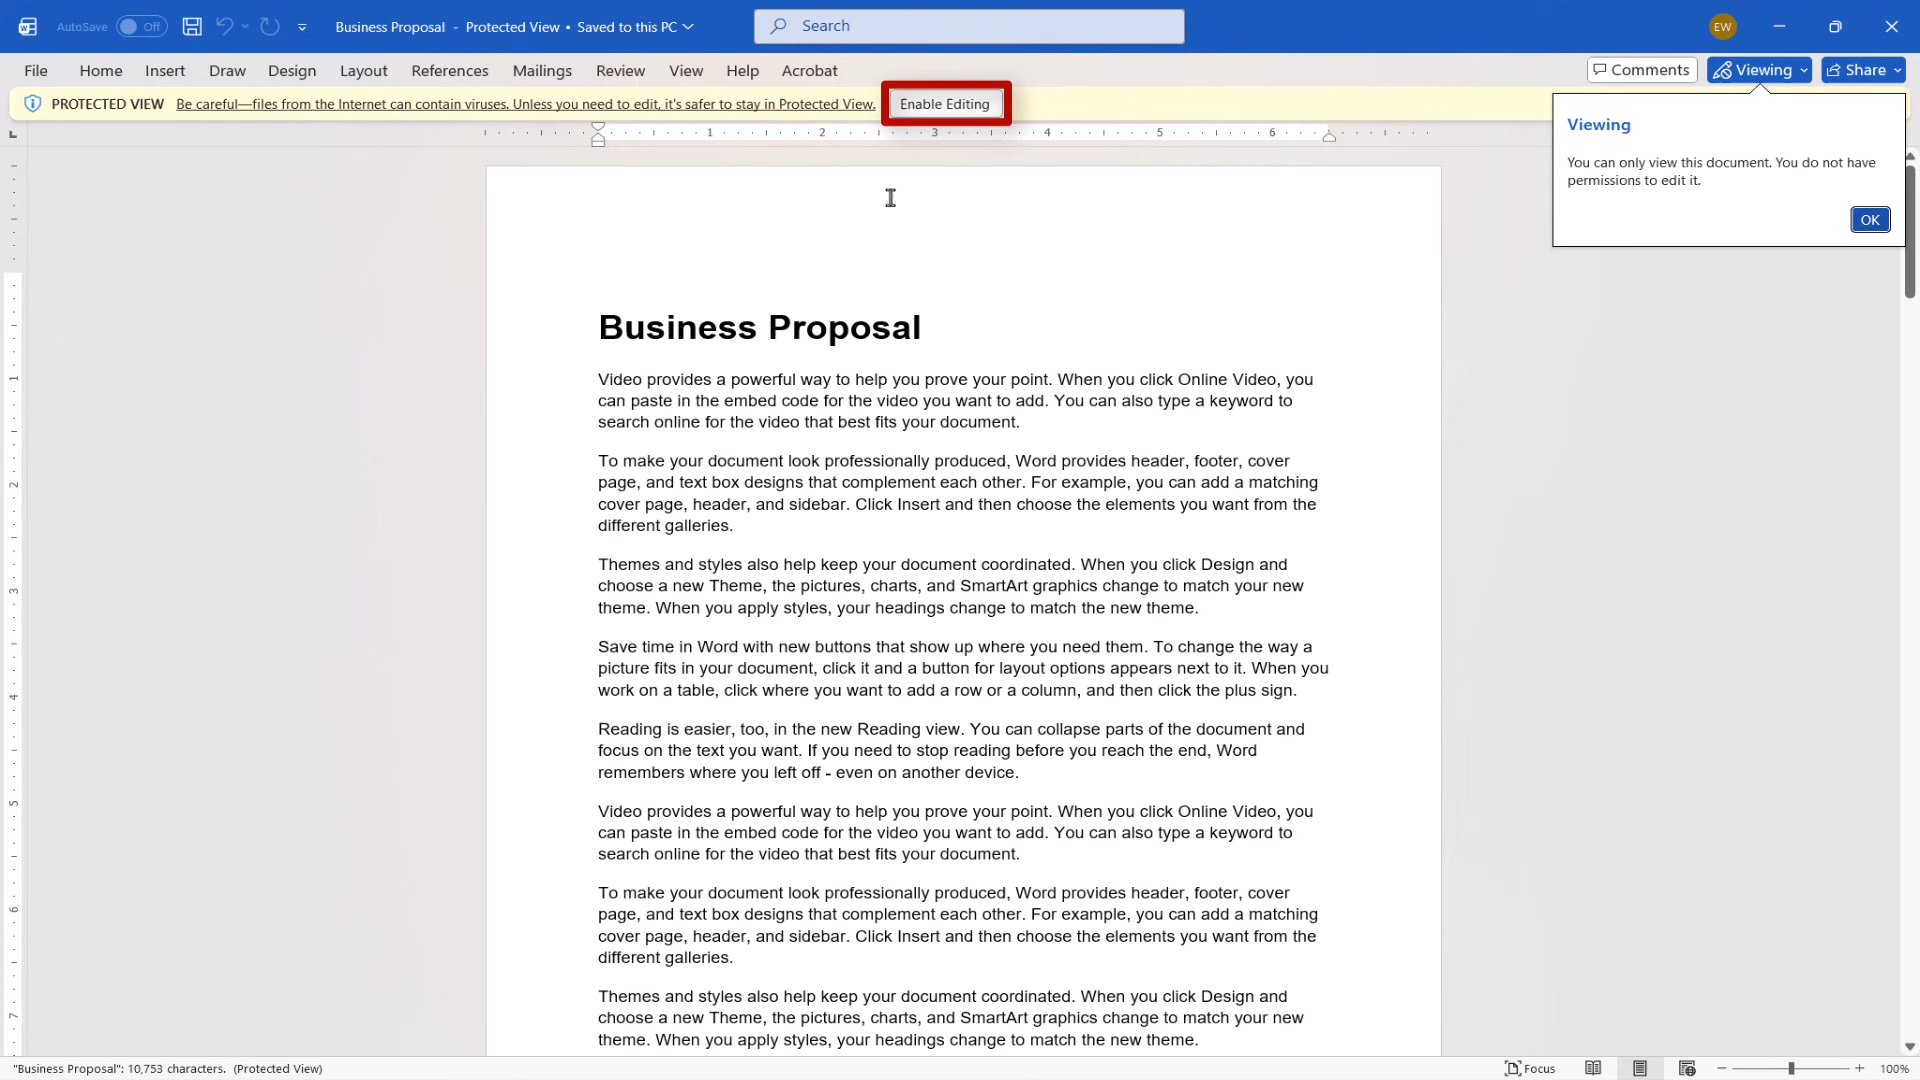 AutoSave Off Business Proposal - Protected View • Saved to this PC Search EW
File Home Insert Draw Design Layout References Mailings Review View Help Acrobat Comments Viewing Share
PROTECTED VIEW Be careful—files from the Internet can contain viruses. Unless you need to edit, it's safer to stay in Protected View. Enable Editing
Viewing
You can only view this document. You do not have
permissions to edit it.
OK
1 2 3 4 5 6
Business Proposal
Video provides a powerful way to help you prove your point. When you click Online Video, you
can paste in the embed code for the video you want to add. You can also type a keyword to
search online for the video that best fits your document.
To make your document look professionally produced, Word provides header, footer, cover
page, and text box designs that complement each other. For example, you can add a matching
cover page, header, and sidebar. Click Insert and then choose the elements you want from the
different galleries.
Themes and styles also help keep your document coordinated. When you click Design and
choose a new Theme, the pictures, charts, and SmartArt graphics change to match your new
theme. When you apply styles, your headings change to match the new theme.
Save time in Word with new buttons that show up where you need them. To change the way a
picture fits in your document, click it and a button for layout options appears next to it. When you
work on a table, click where you want to add a row or a column, and then click the plus sign.
Reading is easier, too, in the new Reading view. You can collapse parts of the document and
focus on the text you want. If you need to stop reading before you reach the end, Word
remembers where you left off - even on another device.
Video provides a powerful way to help you prove your point. When you click Online Video, you
can paste in the embed code for the video you want to add. You can also type a keyword to
search online for the video that best fits your document.
To make your document look professionally produced, Word provides header, footer, cover
page, and text box designs that complement each other. For example, you can add a matching
cover page, header, and sidebar. Click Insert and then choose the elements you want from the
different galleries.
Themes and styles also help keep your document coordinated. When you click Design and
choose a new Theme, the pictures, charts, and SmartArt graphics change to match your new
theme. When you apply styles, your headings change to match the new theme.
1
2
3
4
5
6
7
"Business Proposal": 10,753 characters. (Protected View) Focus 100%